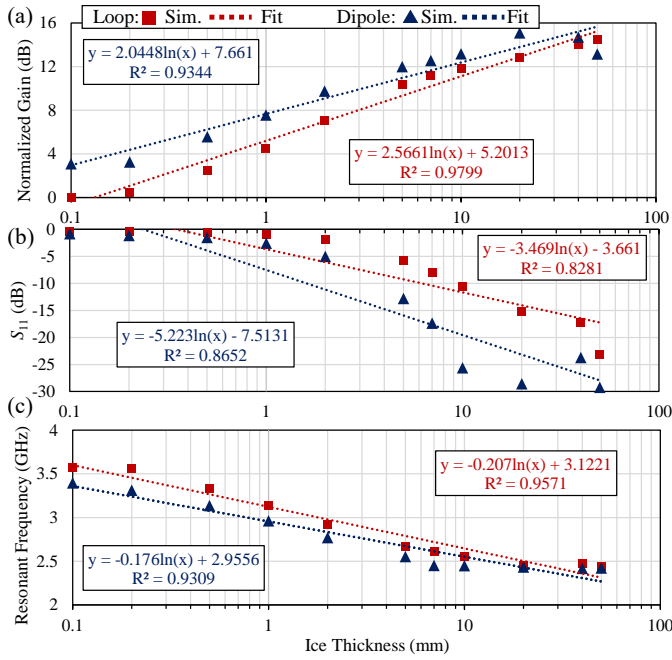 Loop: Sim. Fit Dipole: Sim. Fit
(a)
Normalized Gain (dB)
16
12
8
4
0
y = 2.0448ln(x) + 7.661
R² = 0.9344
y = 2.5661ln(x) + 5.2013
R² = 0.9799
0.1 1 10 100
(b)
S11 (dB)
0
-5
-10
-15
-20
-25
-30
y = -3.469ln(x) - 3.661
R² = 0.8281
y = -5.223ln(x) - 7.5131
R² = 0.8652
0.1 1 10 100
(c)
Resonant Frequency (GHz)
4
3.5
3
2.5
2
y = -0.207ln(x) + 3.1221
R² = 0.9571
y = -0.176ln(x) + 2.9556
R² = 0.9309
0.1 1 10 100
Ice Thickness (mm)